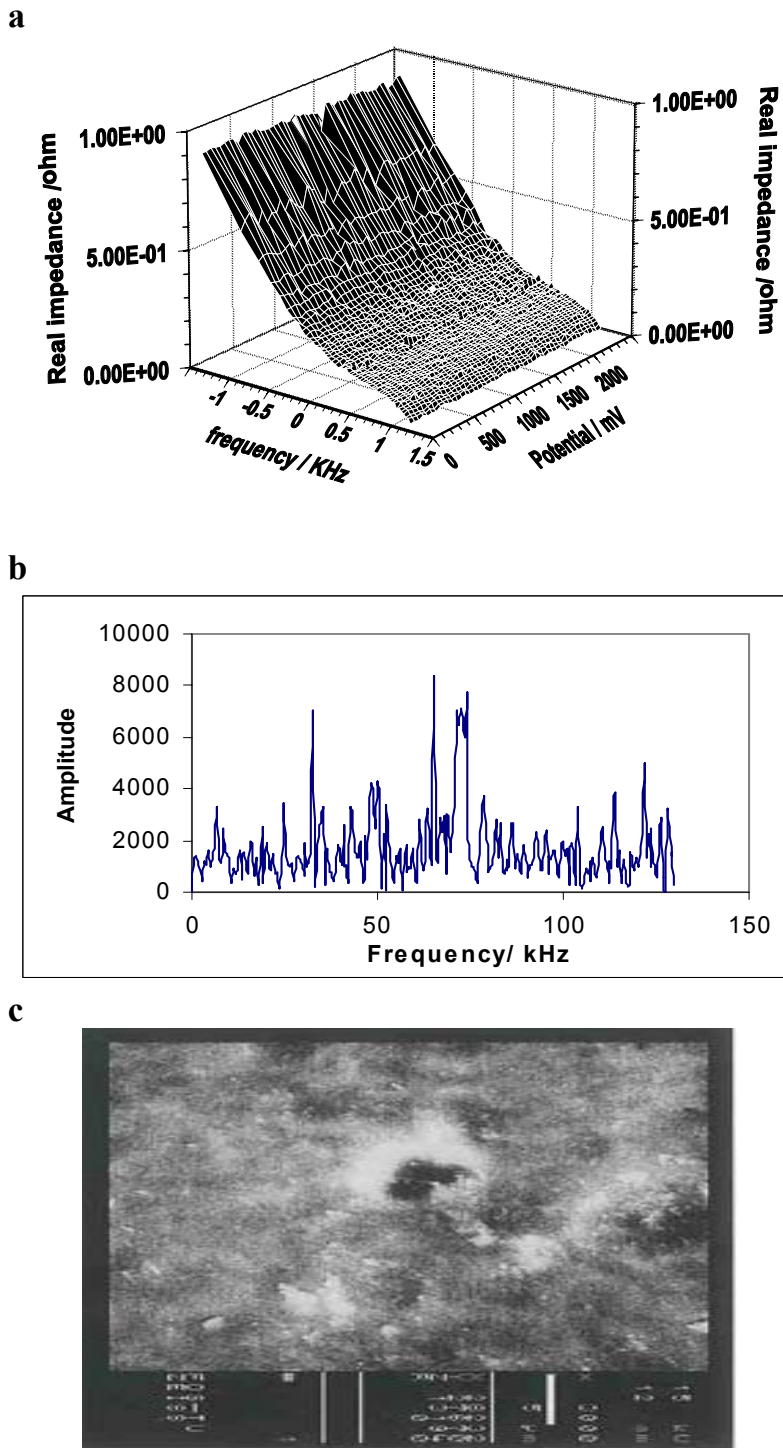 a
1.00E+00
5.00E-01
0.00E+00
Real impedance /ohm
-1
-0.5
0
0.5
1
1.5
frequency / KHz
0
500
1000
1500
2000
Potential / mV
1.00E+00
5.00E-01
0.00E+00
Real impedance /ohm
b
10000
8000
6000
4000
2000
0
Amplitude
0
50
100
150
Frequency/ kHz
c